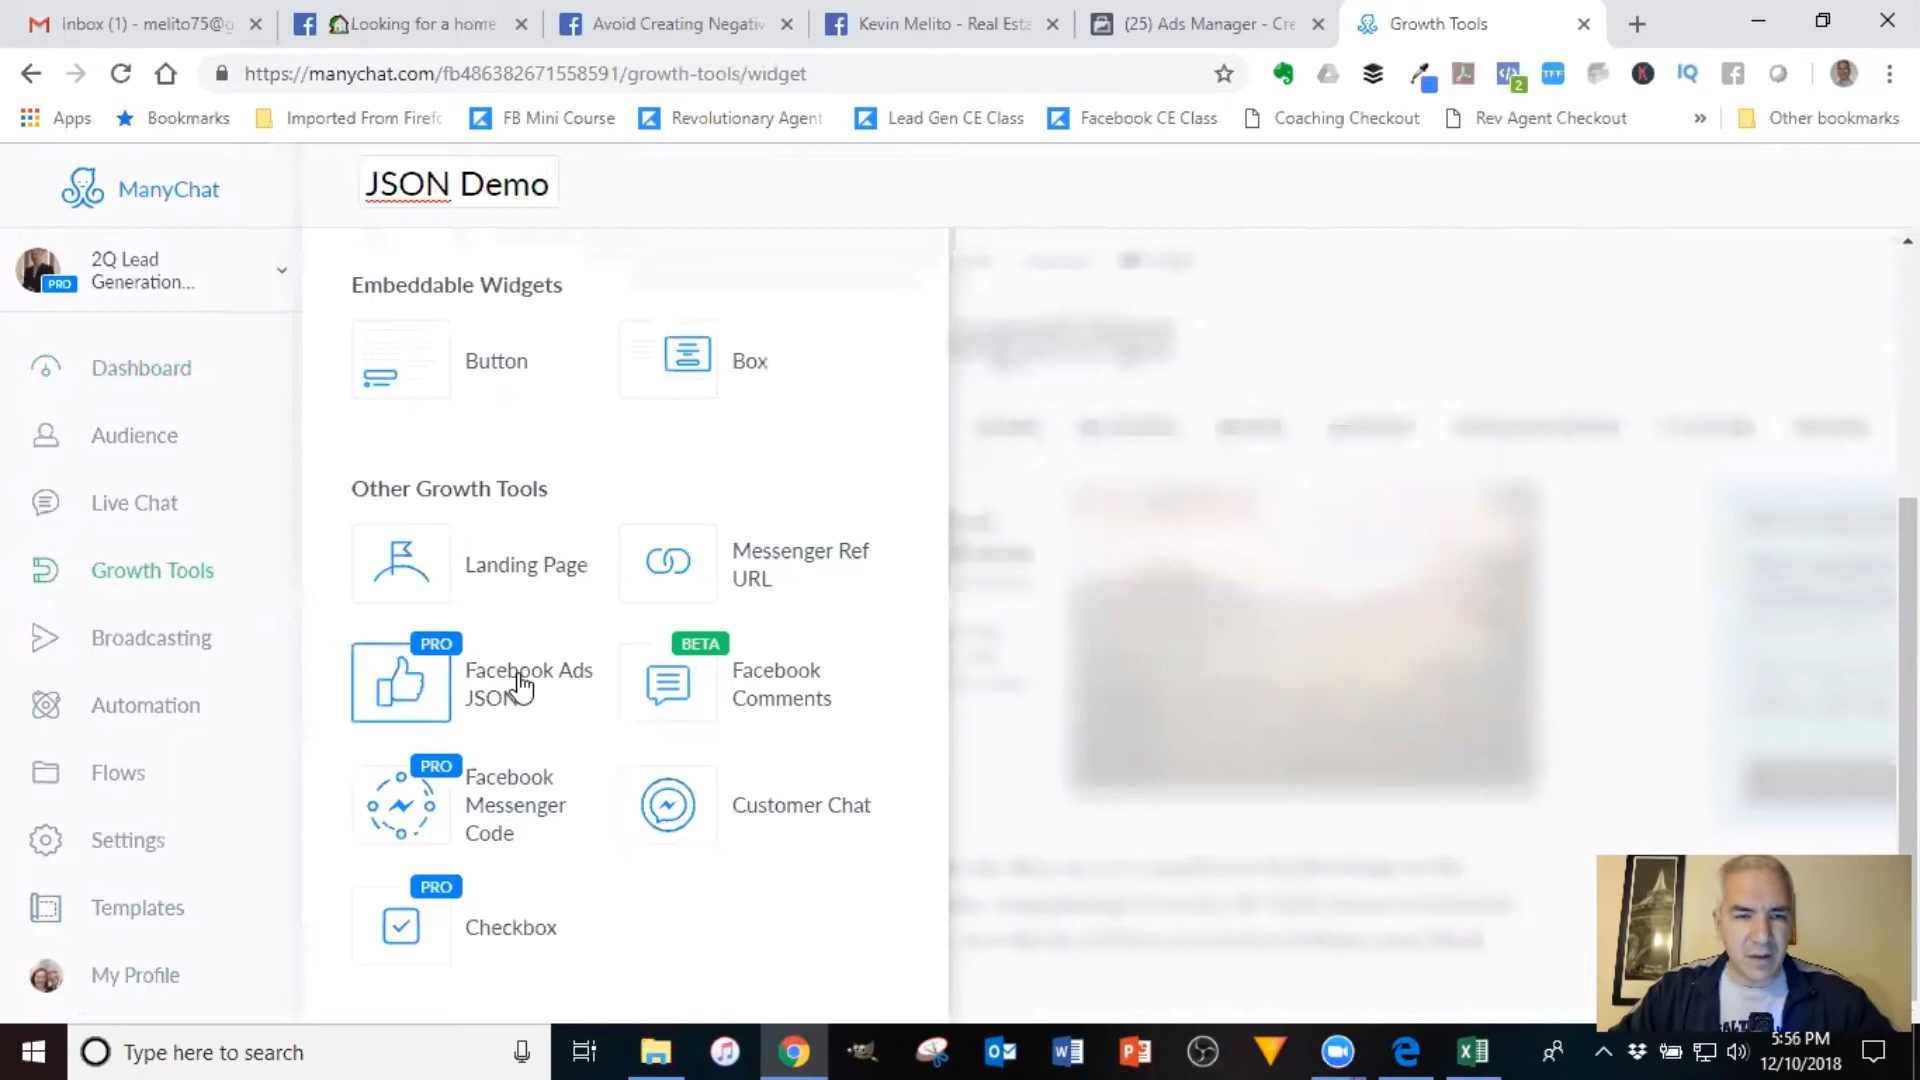 Inbox (1) - melito75@g
Looking for a home
Avoid Creating Negativ
Kevin Melito - Real Esta
(25) Ads Manager - Cre
Growth Tools
https://manychat.com/fb486382671558591/growth-tools/widget
TFF
IQ
2
Apps
Bookmarks
Imported From Firefo
FB Mini Course
Revolutionary Agent
Lead Gen CE Class
Facebook CE Class
Coaching Checkout
Rev Agent Checkout
»
Other bookmarks
ManyChat
JSON Demo
2Q Lead
Generation...
PRO
Dashboard
Audience
Live Chat
Growth Tools
Broadcasting
Automation
Flows
Settings
Templates
My Profile
Embeddable Widgets
Button
Box
Other Growth Tools
Landing Page
Messenger Ref
URL
PRO
Facebook Ads
JSON
BETA
Facebook
Comments
PRO
Facebook
Messenger
Code
Customer Chat
PRO
Checkbox
Type here to search
5:56 PM
12/10/2018